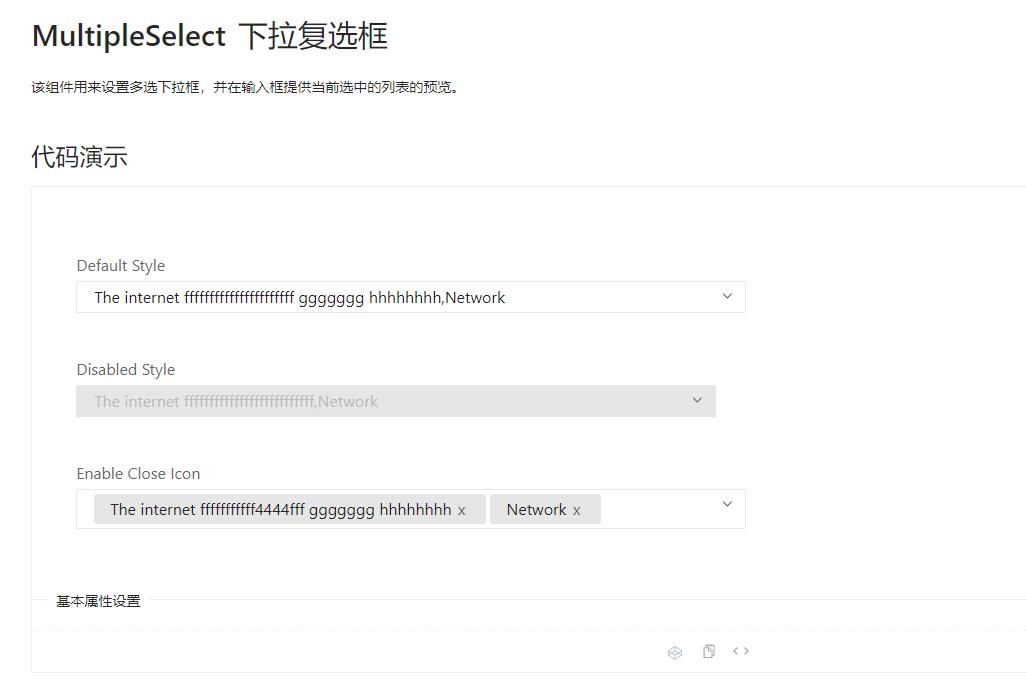 MultipleSelect 下拉复选框
该组件用来设置多选下拉框，并在输入框提供当前选中的列表的预览。
代码演示
Default Style
The internet ffffffffffffffffffffff ggggggg hhhhhhhh,Network
Disabled Style
The internet ffffffffffffffffffffffffff,Network
Enable Close Icon
The internet fffffffffff4444fff ggggggg hhhhhhhh x Network x
基本属性设置